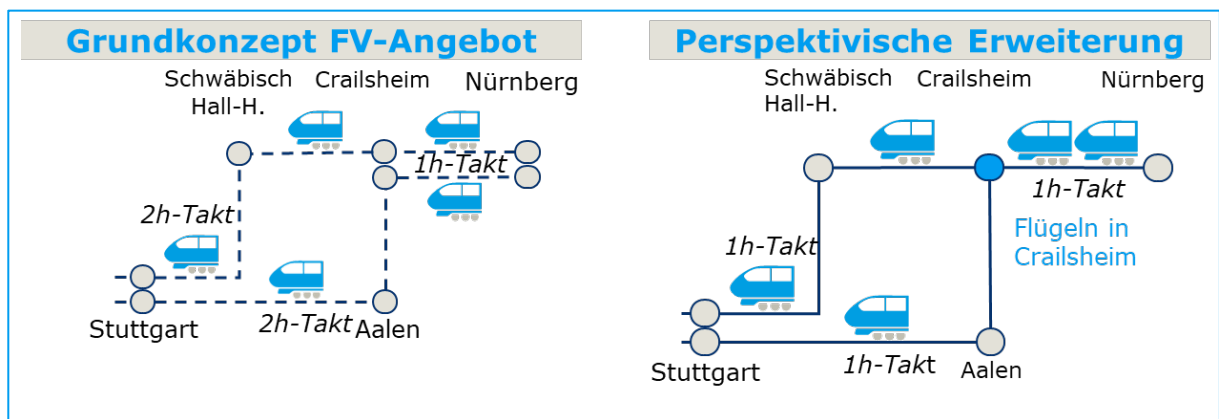 Grundkonzept FV-Angebot
Schwäbisch
Hall-H.
Crailsheim
Nürnberg
1h-Takt
2h-Takt
2h-Takt
Stuttgart
Aalen
Perspektivische Erweiterung
Schwäbisch
Hall-H.
Crailsheim
Nürnberg
1h-Takt
Flügeln in
Crailsheim
1h-Takt
1h-Takt
Stuttgart
Aalen